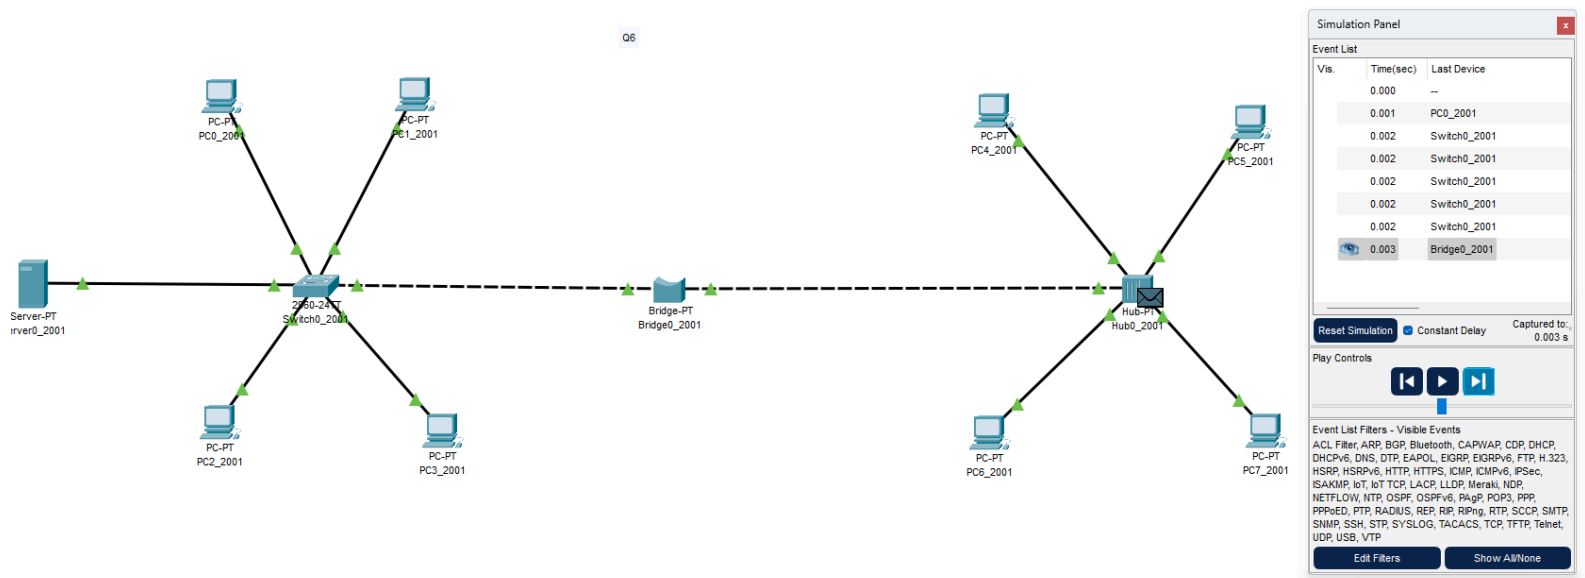 Q6
PC-PT
PC0_2001
PC-PT
PC1_2001
PC-PT
PC4_2001
PC-PT
PC5_2001
Server-PT
erver0_2001
2960-24TT
Switch0_2001
Bridge-PT
Bridge0_2001
Hub-PT
Hub0_2001
PC-PT
PC2_2001
PC-PT
PC3_2001
PC-PT
PC6_2001
PC-PT
PC7_2001
Simulation Panel
x
Event List
Vis. Time(sec) Last Device
0.000 --
0.001 PC0_2001
0.002 Switch0_2001
0.002 Switch0_2001
0.002 Switch0_2001
0.002 Switch0_2001
0.002 Switch0_2001
0.003 Bridge0_2001
Reset Simulation Constant Delay Captured to:
0.003 s
Play Controls
Event List Filters - Visible Events
ACL Filter, ARP, BGP, Bluetooth, CAPWAP, CDP, DHCP,
DHCPv6, DNS, DTP, EAPOL, EIGRP, EIGRPv6, FTP, H.323,
HSRP, HSRPv6, HTTP, HTTPS, ICMP, ICMPv6, IPSec,
ISAKMP, IoT, IoT TCP, LACP, LLDP, Meraki, NDP,
NETFLOW, NTP, OSPF, OSPFv6, PAgP, POP3, PPP,
PPPoED, PTP, RADIUS, REP, RIP, RIPng, RTP, SCCP, SMTP,
SNMP, SSH, STP, SYSLOG, TACACS, TCP, TFTP, Telnet,
UDP, USB, VTP
Edit Filters Show All/None